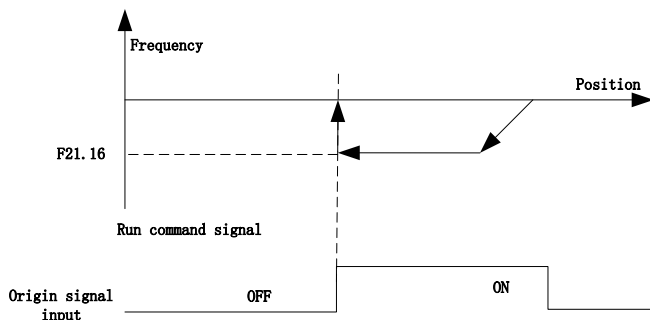 Frequency
Position
F21.16
Run command signal
OFF
ON
Origin signal
input